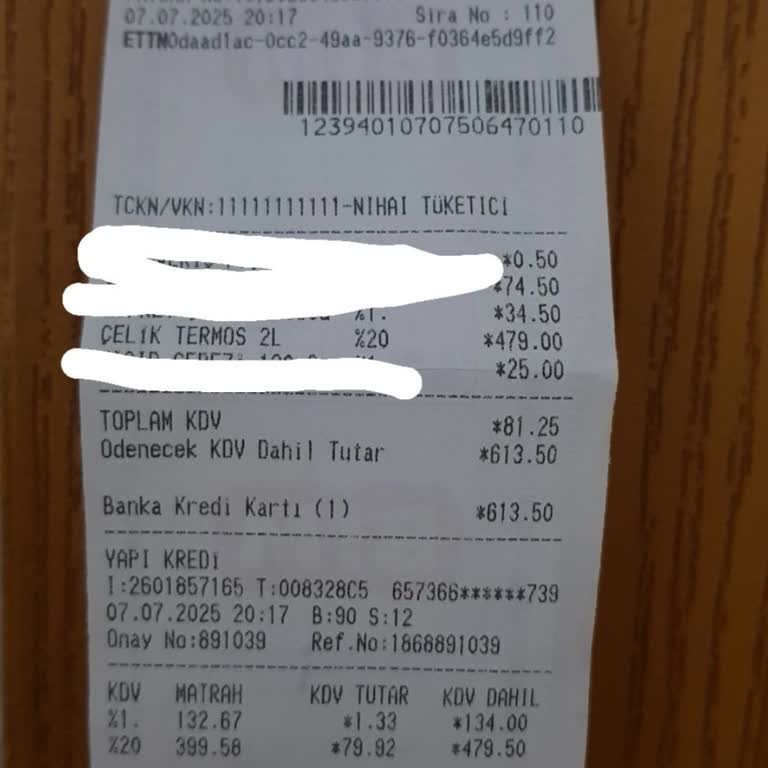 07.07.2025 20:17 Sira No : 110
ETTN0daad1ac-0cc2-49aa-9376-f0364e5d9ff2
12394010707506470110
TCKN/VKN:11111111111-NIHAI TÜKETICI
*0.50
*74.50
%1. *34.50
ÇELİK TERMOS 2L %20 *479.00
*25.00
TOPLAM KDV *81.25
Odenecek KDV Dahil Tutar *613.50
Banka Kredi Kartı (1) *613.50
YAPI KREDİ
I:2601857165 T:008328C5 657366******739
07.07.2025 20:17 B:90 S:12
Onay No:891039 Ref.No:1868891039
KDV MATRAH KDV TUTAR KDV DAHIL
%1. 132.67 *1.33 *134.00
%20 399.58 *79.92 *479.50